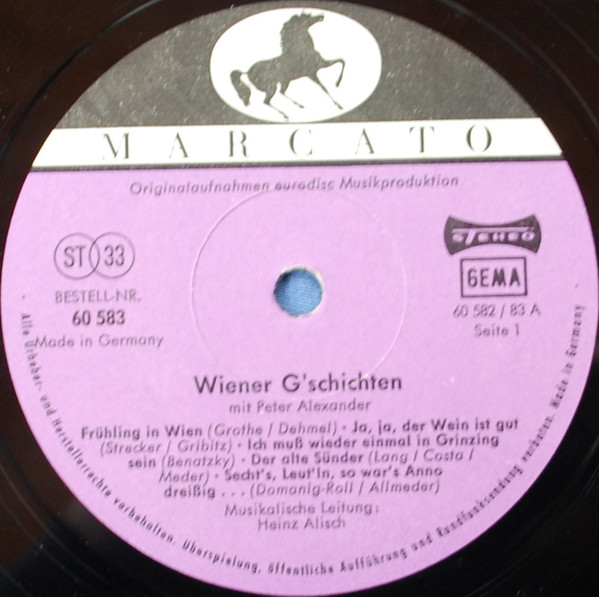 MARCATO
Originalaufnahmen eurodisc Musikproduktion
ST 33
STEREO
GEMA
BESTELL-NR.
60 583
Made in Germany
60 582 / 83 A
Seite 1
Wiener G'schichten
mit Peter Alexander
Frühling in Wien (Grothe / Dehmel) · Ja, ja, der Wein ist gut
(Strecker / Gribitz) · Ich muß wieder einmal in Grinzing
sein (Benatzky) · Der alte Sünder (Lang / Costa /
Meder) · Secht's, Leut'ln, so war's Anno
dreißig . . . (Domanig-Roll / Allmeder)
Musikalische Leitung:
Heinz Alisch
Alle Urheber- und Herstellerrechte vorbehalten. Überspielung, öffentliche Aufführung und Rundfunksendung verboten. Made in Germany